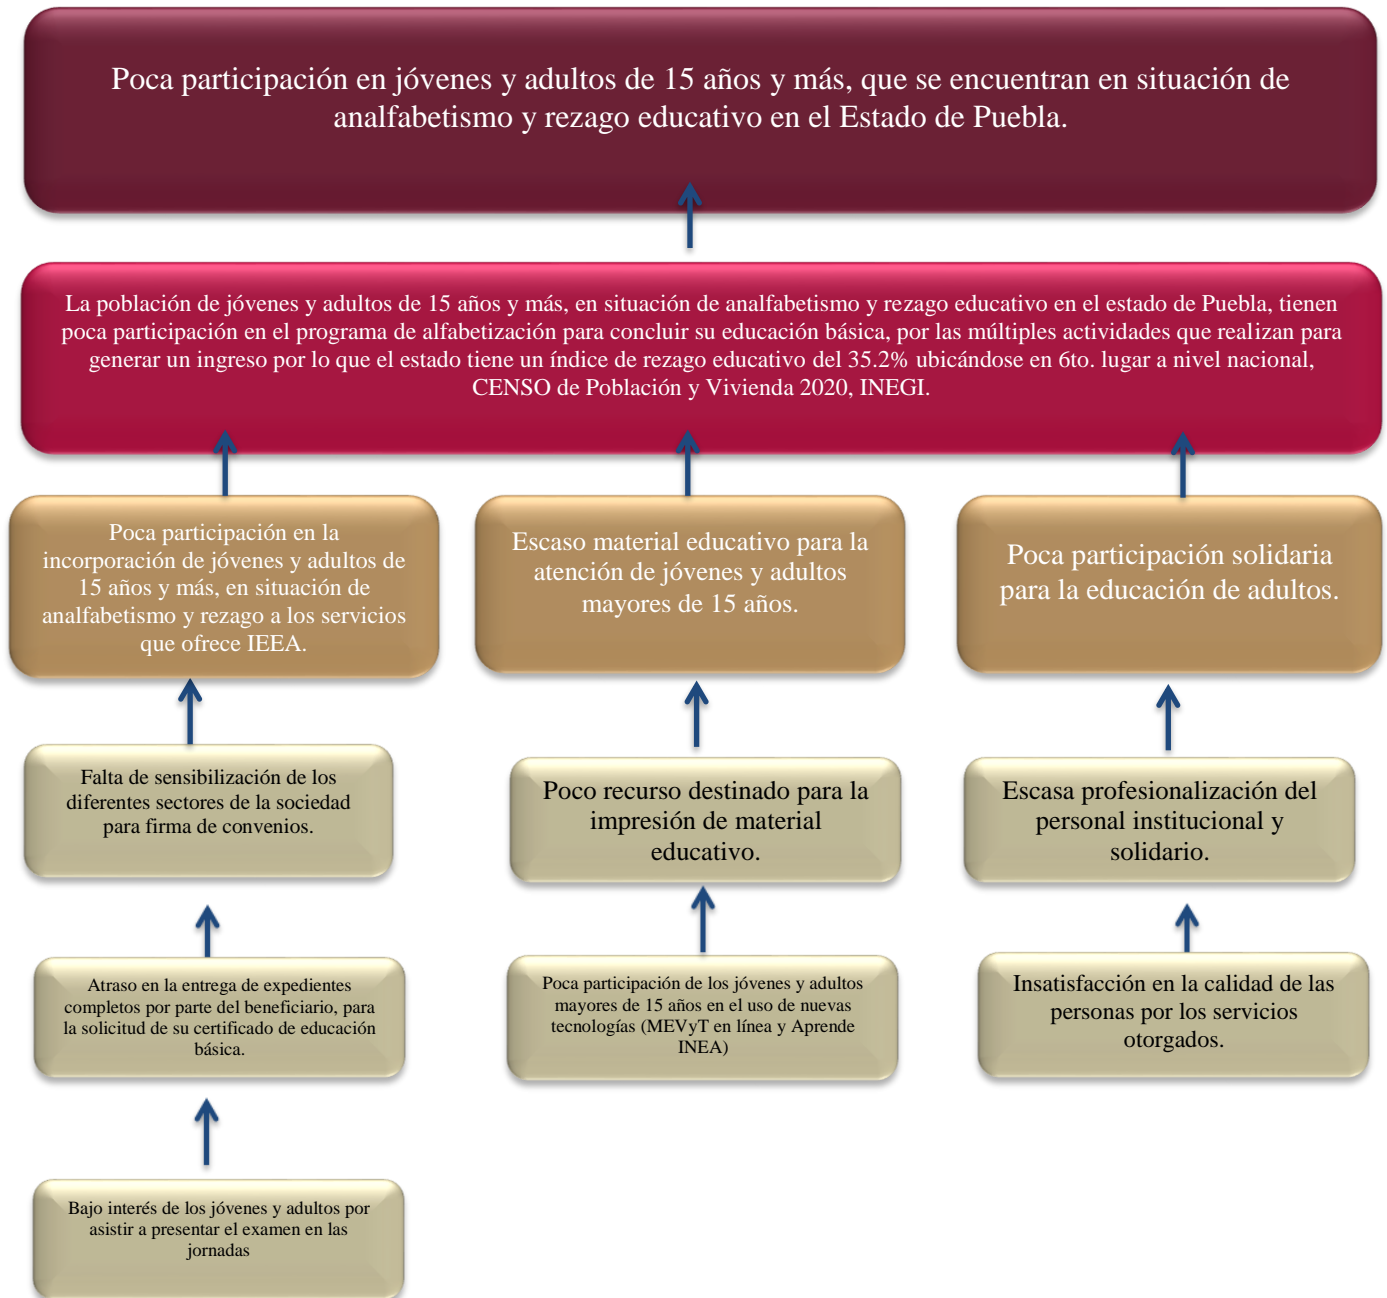 Poca participación en jóvenes y adultos de 15 años y más, que se encuentran en situación de
analfabetismo y rezago educativo en el Estado de Puebla.
La población de jóvenes y adultos de 15 años y más, en situación de analfabetismo y rezago educativo en el estado de Puebla, tienen
poca participación en el programa de alfabetización para concluir su educación básica, por las múltiples actividades que realizan para
generar un ingreso por lo que el estado tiene un índice de rezago educativo del 35.2% ubicándose en 6to. lugar a nivel nacional,
CENSO de Población y Vivienda 2020, INEGI.
Poca participación en la
incorporación de jóvenes y adultos de
15 años y más, en situación de
analfabetismo y rezago a los servicios
que ofrece IEEA.
Escaso material educativo para la
atención de jóvenes y adultos
mayores de 15 años.
Poca participación solidaria
para la educación de adultos.
Falta de sensibilización de los
diferentes sectores de la sociedad
para firma de convenios.
Poco recurso destinado para la
impresión de material
educativo.
Escasa profesionalización del
personal institucional y
solidario.
Atraso en la entrega de expedientes
completos por parte del beneficiario, para
la solicitud de su certificado de educación
básica.
Poca participación de los jóvenes y adultos
mayores de 15 años en el uso de nuevas
tecnologías (MEVyT en línea y Aprende
INEA)
Insatisfacción en la calidad de las
personas por los servicios
otorgados.
Bajo interés de los jóvenes y adultos por
asistir a presentar el examen en las
jornadas